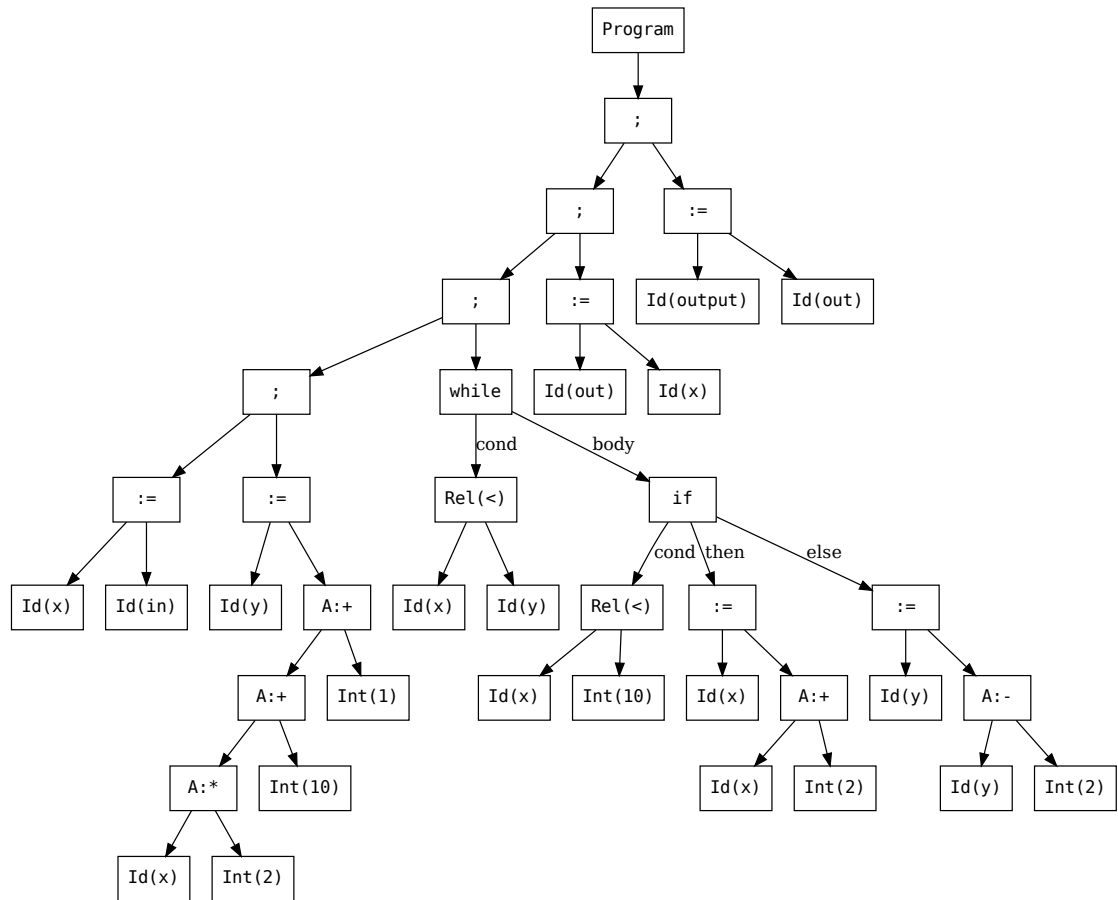 Program
;
; :=
; := Id(output) Id(out)
; while Id(out) Id(x)
cond body
:= := Rel(<) if
cond then else
Id(x) Id(in) Id(y) A:+ Id(x) Id(y) Rel(<) := :=
A:+ Int(1) Id(x) Int(10) Id(x) A:+ Id(y) A:-
A:* Int(10) Id(x) Int(2) Id(y) Int(2)
Id(x) Int(2)